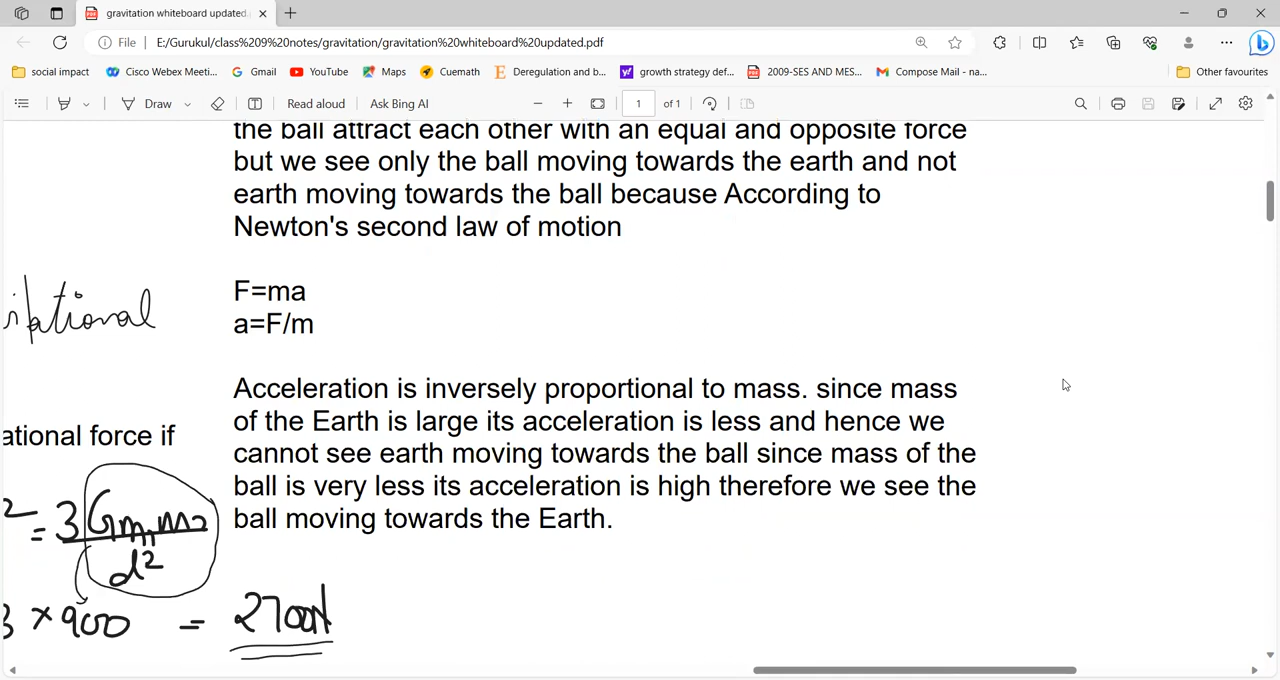 gravitation whiteboard updated.
File E:/Gurukul/class%209%20notes/gravitation/gravitation%20whiteboard%20updated.pdf
social impact Cisco Webex Meeti... Gmail YouTube Maps Cuemath Deregulation and b... growth strategy def... 2009-SES AND MES... Compose Mail - na... Other favourites
Draw Read aloud Ask Bing AI 1 of 1
the ball attract each other with an equal and opposite force
but we see only the ball moving towards the earth and not
earth moving towards the ball because According to
Newton's second law of motion
itational
F=ma
a=F/m
Acceleration is inversely proportional to mass. since mass
of the Earth is large its acceleration is less and hence we
ational force if
cannot see earth moving towards the ball since mass of the
ball is very less its acceleration is high therefore we see the
ball moving towards the Earth.
2 = 3 Gm1m2
d2
3 × 900 = 2700N